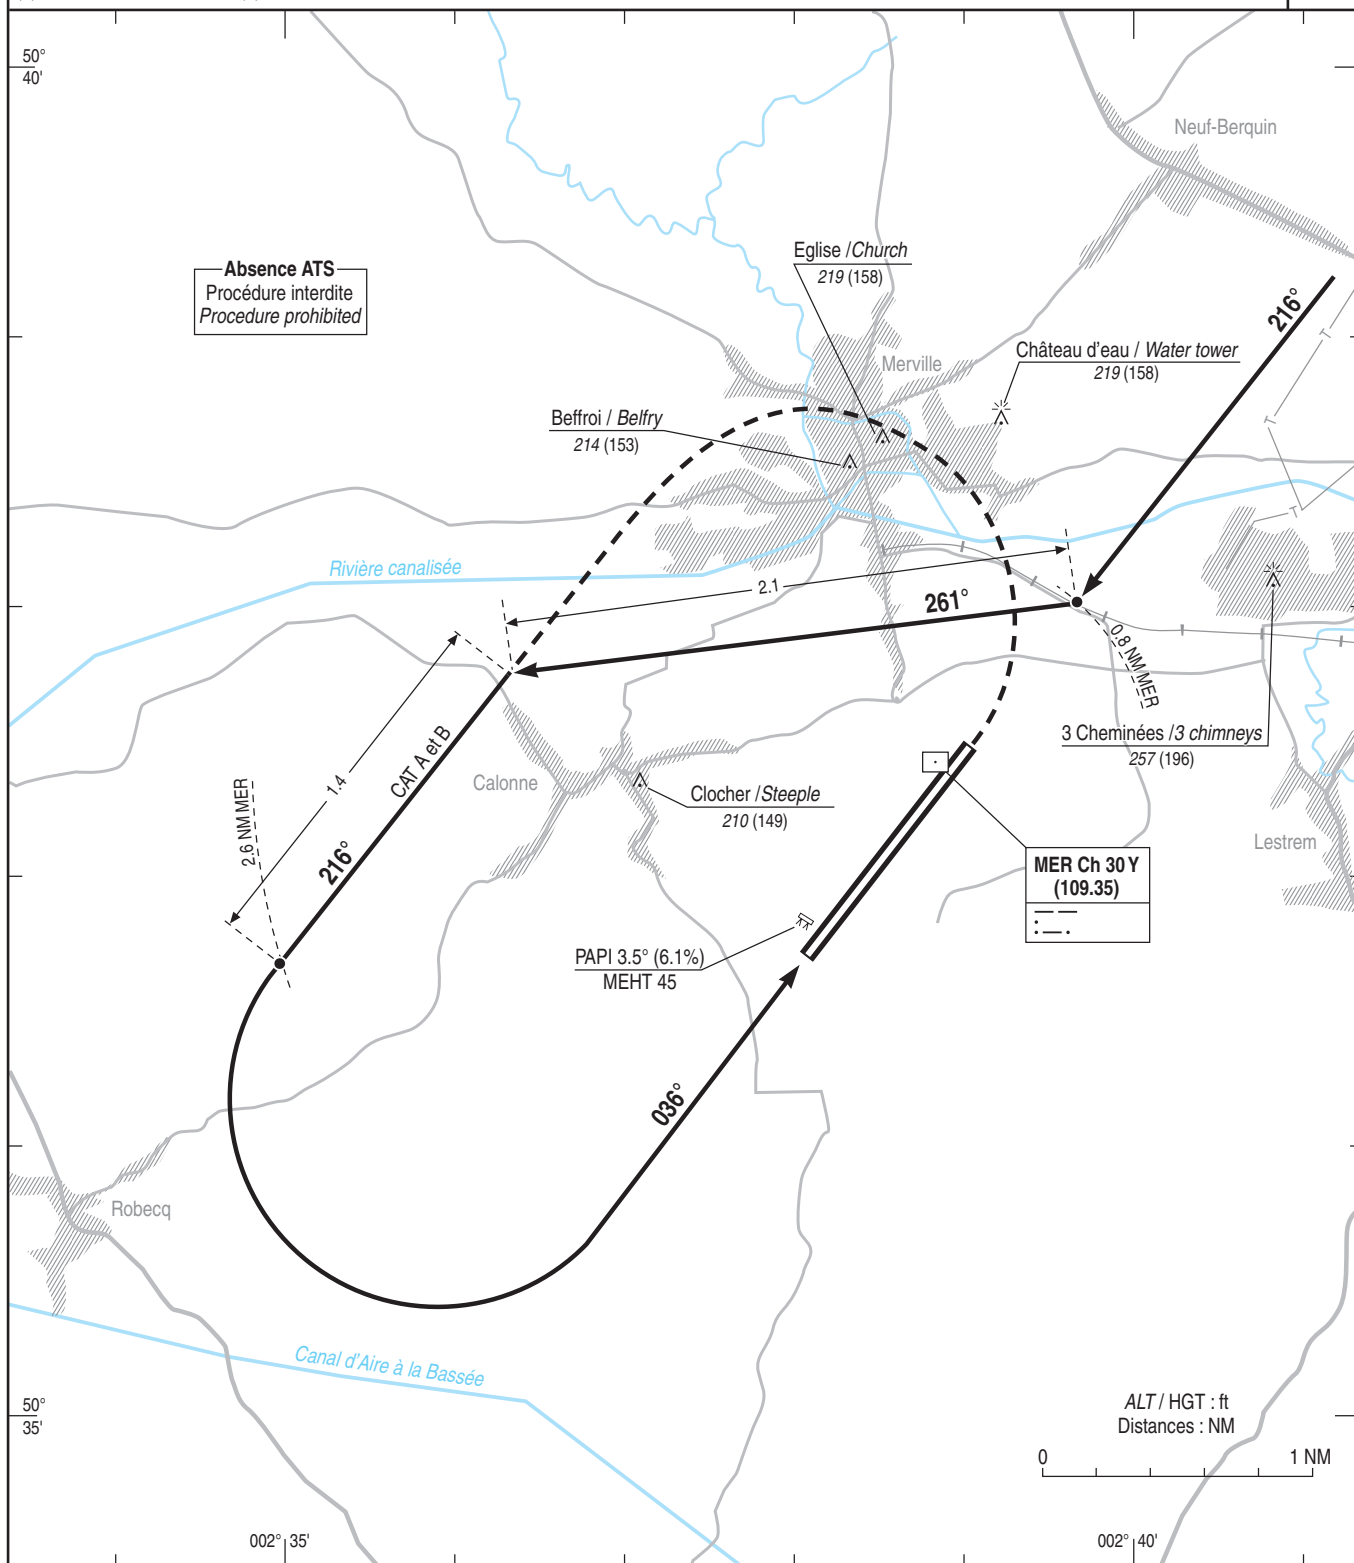 50°
40'
Neuf-Berquin
Eglise / Church
219 (158)
Absence ATS
Procédure interdite
Procedure prohibited
216°
Château d'eau / Water tower
219 (158)
Merville
Beffroi / Belfry
214 (153)
Rivière canalisée
2.1
261°
0.8 NM MER
3 Cheminées / 3 chimneys
257 (196)
CAT A et B
1.4
Calonne
Clocher / Steeple
210 (149)
2.6 NM MER
216°
Lestrem
MER Ch 30 Y
(109.35)
PAPI 3.5° (6.1%)
MEHT 45
036°
Robecq
Canal d'Aire à la Bassée
50°
35'
ALT / HGT : ft
Distances : NM
0 1 NM
002° 35'
002° 40'